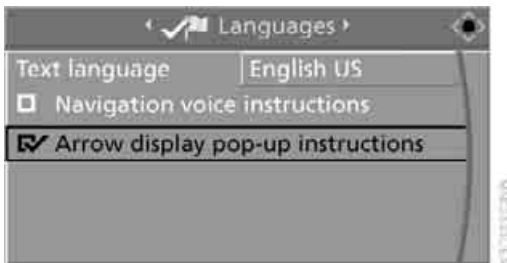 Languages
Text language English US
Navigation voice instructions
Arrow display pop-up instructions